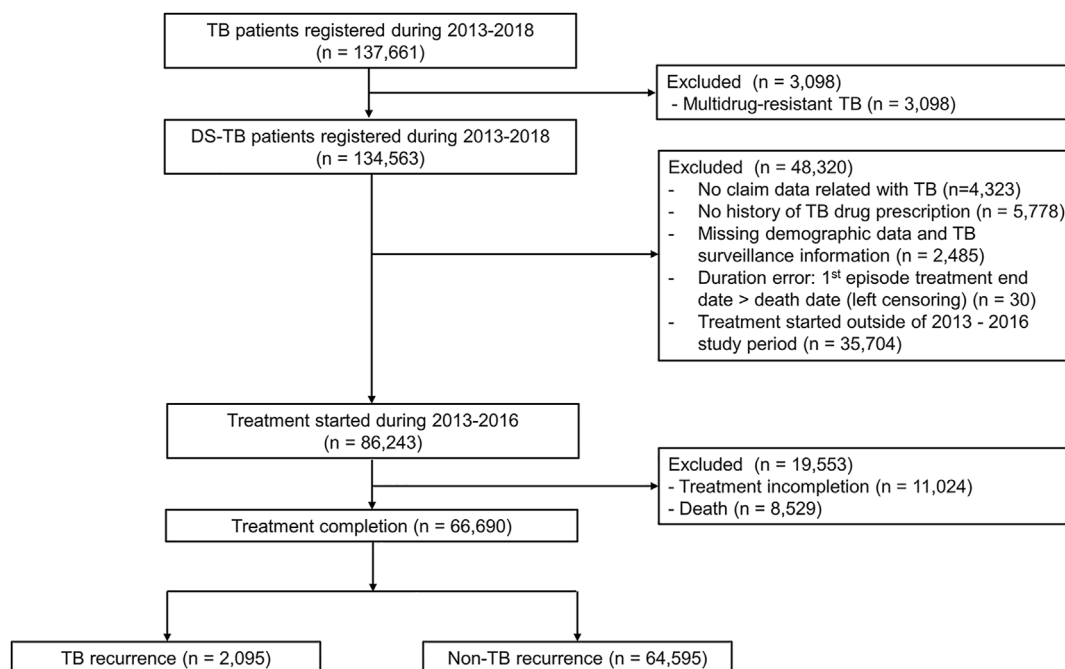 TB patients registered during 2013-2018
(n = 137,661)
Excluded (n = 3,098)
- Multidrug-resistant TB (n = 3,098)
DS-TB patients registered during 2013-2018
(n = 134,563)
Excluded (n = 48,320)
- No claim data related with TB (n=4,323)
- No history of TB drug prescription (n = 5,778)
- Missing demographic data and TB
surveillance information (n = 2,485)
- Duration error: 1st episode treatment end
date > death date (left censoring) (n = 30)
- Treatment started outside of 2013 - 2016
study period (n = 35,704)
Treatment started during 2013-2016
(n = 86,243)
Excluded (n = 19,553)
- Treatment incompletion (n = 11,024)
- Death (n = 8,529)
Treatment completion (n = 66,690)
TB recurrence (n = 2,095)
Non-TB recurrence (n = 64,595)